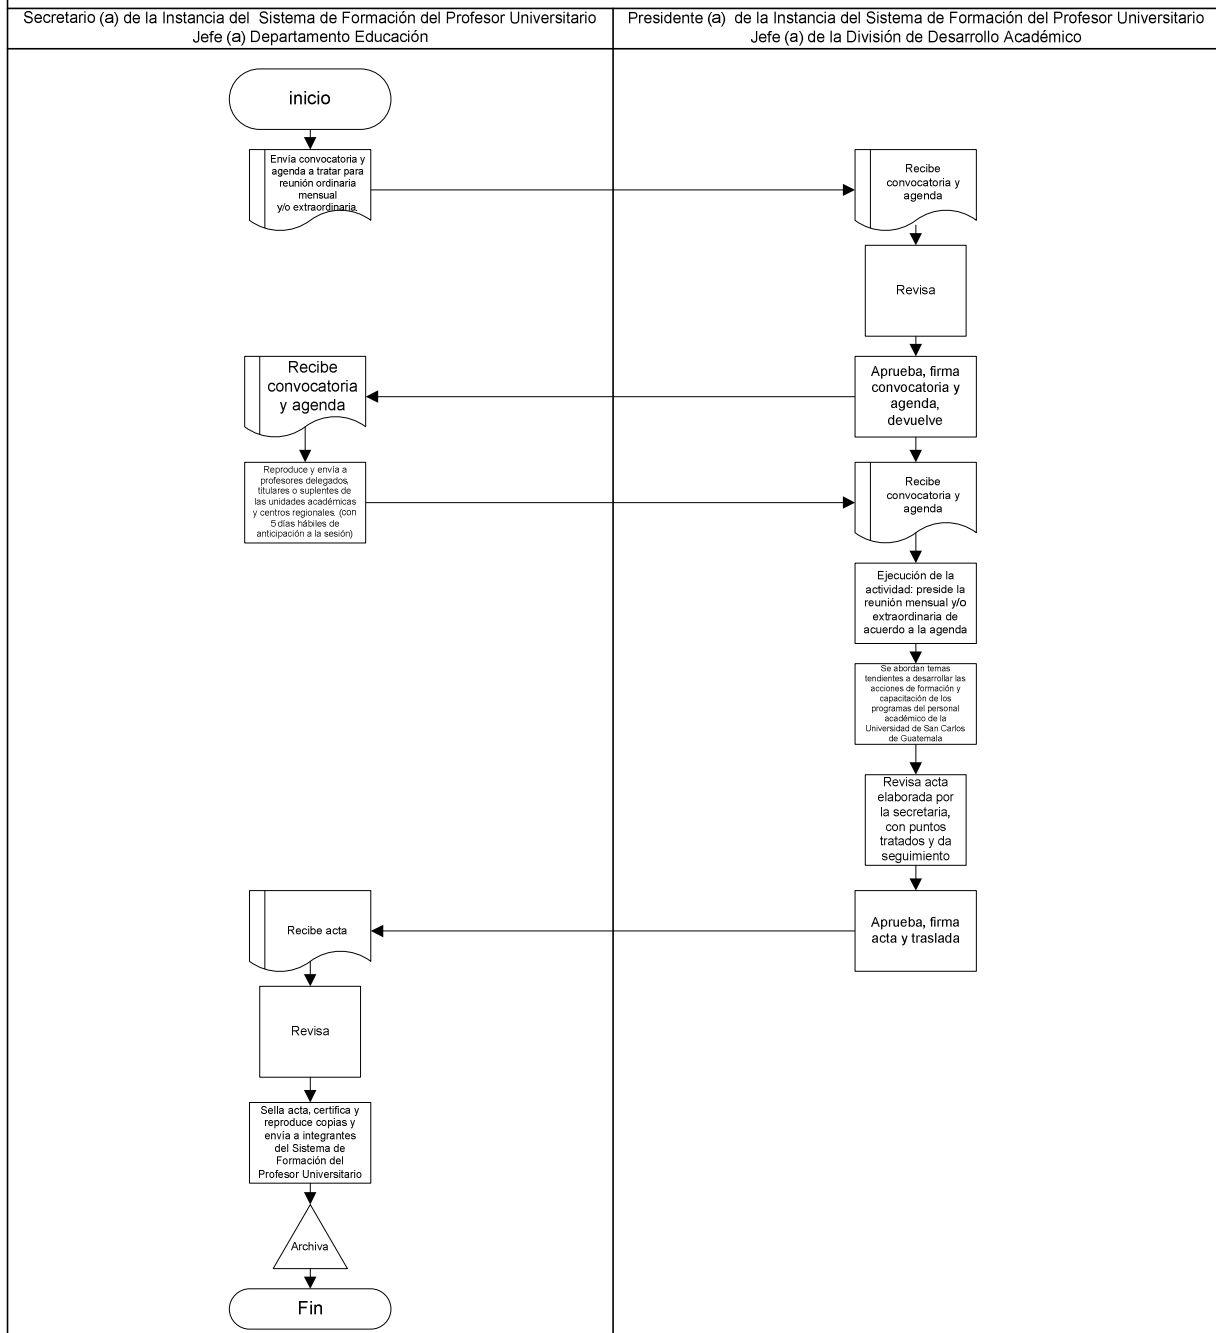 Secretario (a) de la Instancia del Sistema de Formación del Profesor Universitario
Jefe (a) Departamento Educación
Presidente (a) de la Instancia del Sistema de Formación del Profesor Universitario
Jefe (a) de la División de Desarrollo Académico
inicio
Envía convocatoria y
agenda a tratar para
reunión ordinaria
mensual
y/o extraordinaria.
Recibe
convocatoria y
agenda
Revisa
Aprueba, firma
convocatoria y
agenda,
devuelve
Recibe
convocatoria
y agenda
Reproduce y envía a
profesores delegados,
titulares o suplentes de
las unidades académicas
y centros regionales. (con
5 días hábiles de
anticipación a la sesión)
Recibe
convocatoria y
agenda
Ejecución de la
actividad: preside la
reunión mensual y/o
extraordinaria de
acuerdo a la agenda
Se abordan temas
tendientes a desarrollar las
acciones de formación y
capacitación de los
programas del personal
académico de la
Universidad de San Carlos
de Guatemala
Revisa acta
elaborada por
la secretaria,
con puntos
tratados y da
seguimiento
Aprueba, firma
acta y traslada
Recibe acta
Revisa
Sella acta, certifica y
reproduce copias y
envía a integrantes
del Sistema de
Formación del
Profesor Universitario
Archiva
Fin